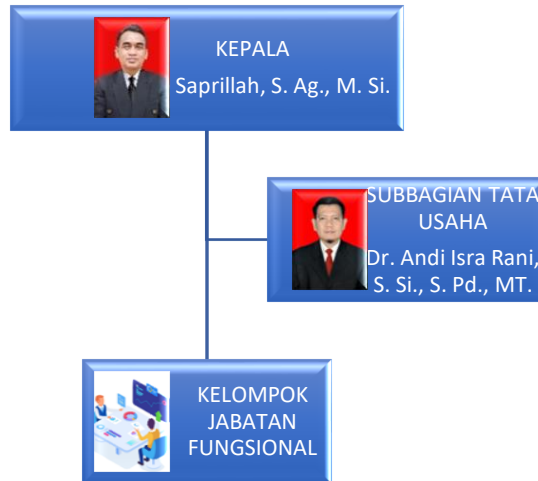 KEPALA
Saprillah, S. Ag., M. Si.
SUBBAGIAN TATA
USAHA
Dr. Andi Isra Rani,
S. Si., S. Pd., MT.
KELOMPOK
JABATAN
FUNGSIONAL